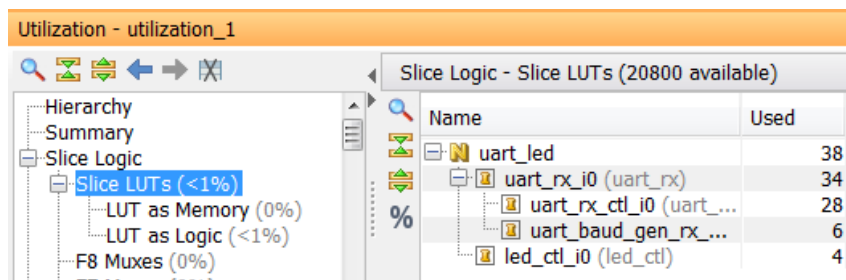 Utilization - utilization_1
Hierarchy
Summary
Slice Logic
Slice LUTs (<1%)
LUT as Memory (0%)
LUT as Logic (<1%)
F8 Muxes (0%)
Slice Logic - Slice LUTs (20800 available)
%
Name Used
N uart_led 38
uart_rx_i0 (uart_rx) 34
uart_rx_ctl_i0 (uart_... 28
uart_baud_gen_rx_... 6
led_ctl_i0 (led_ctl) 4